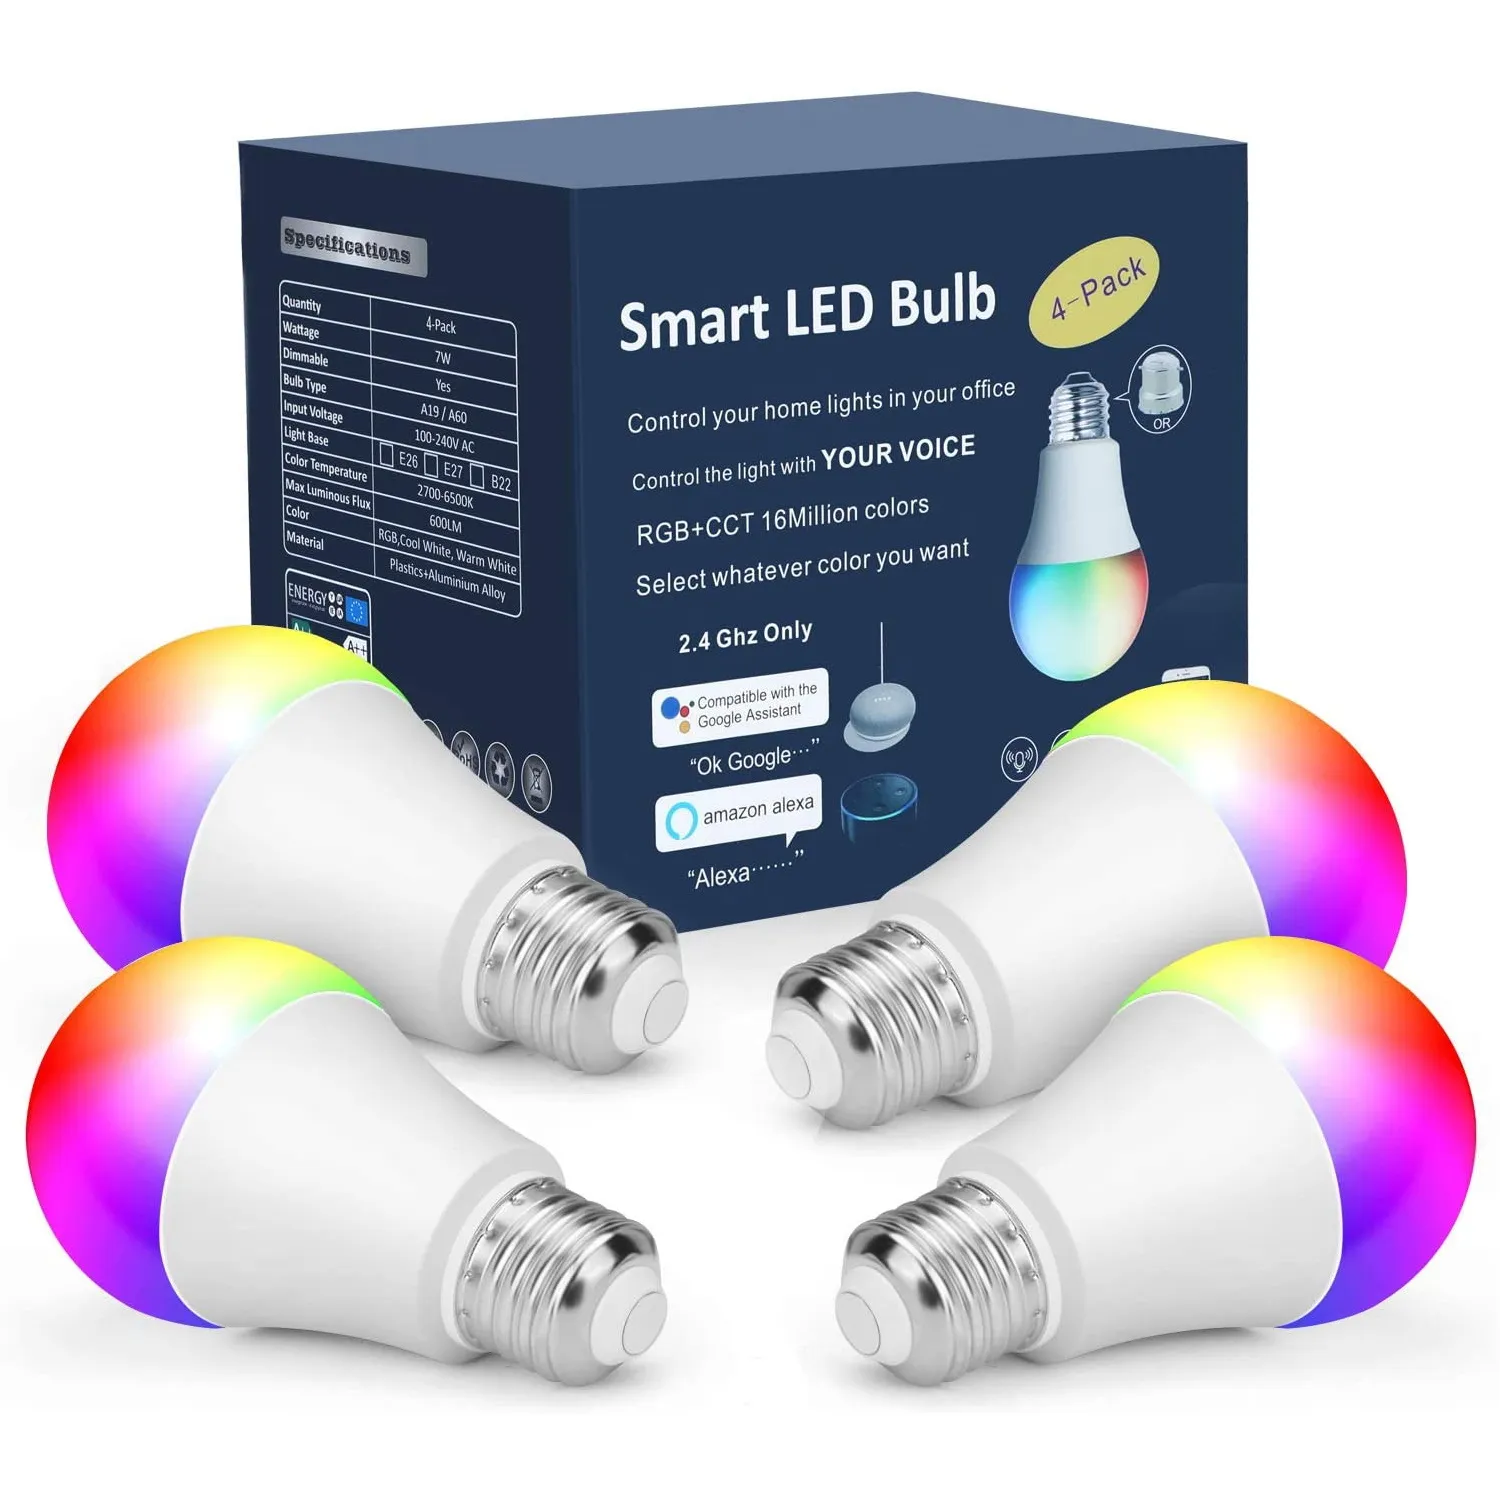 Specifications
Quantity 4-Pack
Wattage 7W
Dimmable Yes
Bulb Type A19 / A60
Input Voltage 100-240V AC
Light Base E26 E27 B22
Color Temperature 2700-6500K
Max Luminous Flux 600LM
Color RGB,Cool White, Warm White
Material Plastics+Aluminium Alloy
ENERGY
A++
Smart LED Bulb
4-Pack
Control your home lights in your office
OR
Control the light with YOUR VOICE
RGB+CCT 16Million colors
Select whatever color you want
2.4 Ghz Only
Compatible with the
Google Assistant
“Ok Google···”
amazon alexa
“Alexa······”